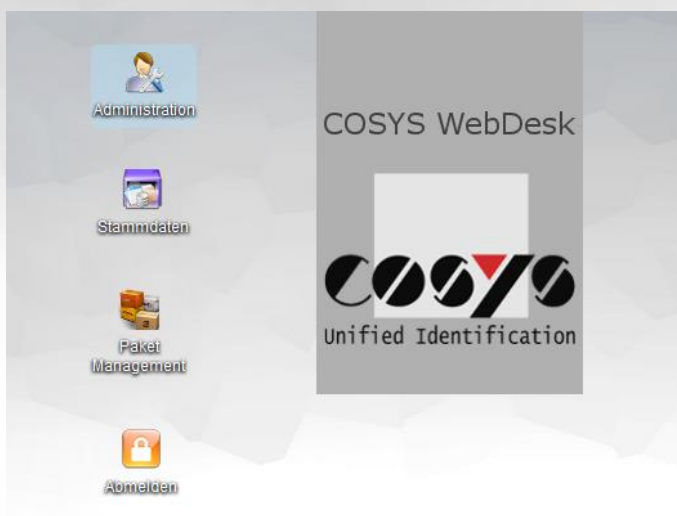 Administration
Stammdaten
Paket
Management
Abmelden
COSYS WebDesk
COSYS
Unified Identification